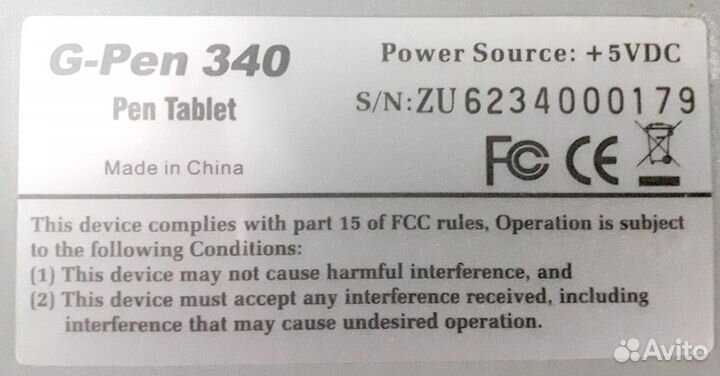 G-Pen 340
Pen Tablet
Made in China
Power Source: +5VDC
S/N:ZU6234000179
FC CE
This device complies with part 15 of FCC rules, Operation is subject
to the following Conditions:
(1) This device may not cause harmful interference, and
(2) This device must accept any interference received, including
interference that may cause undesired operation.
Avito